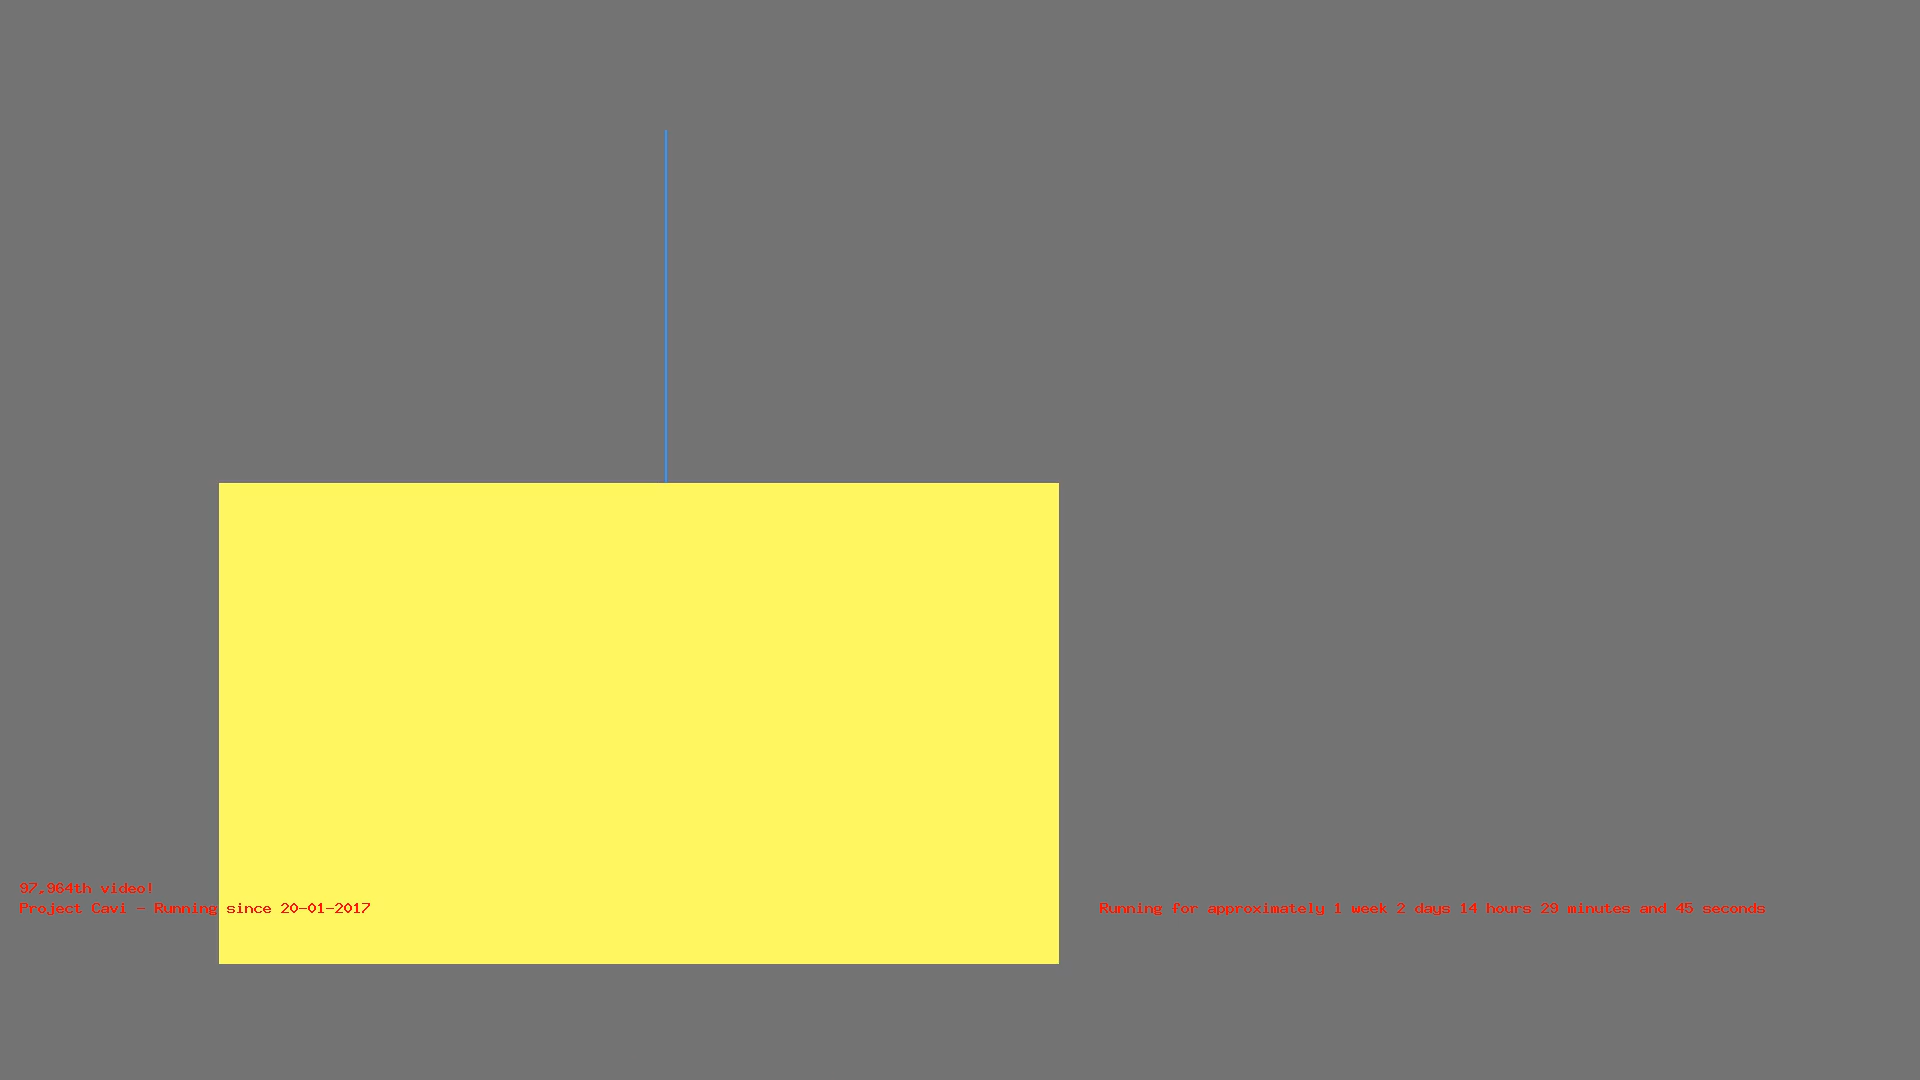 97,964th video!
Project Cavi - Running since 20-01-2017
Running for approximately 1 week 2 days 14 hours 29 minutes and 45 seconds